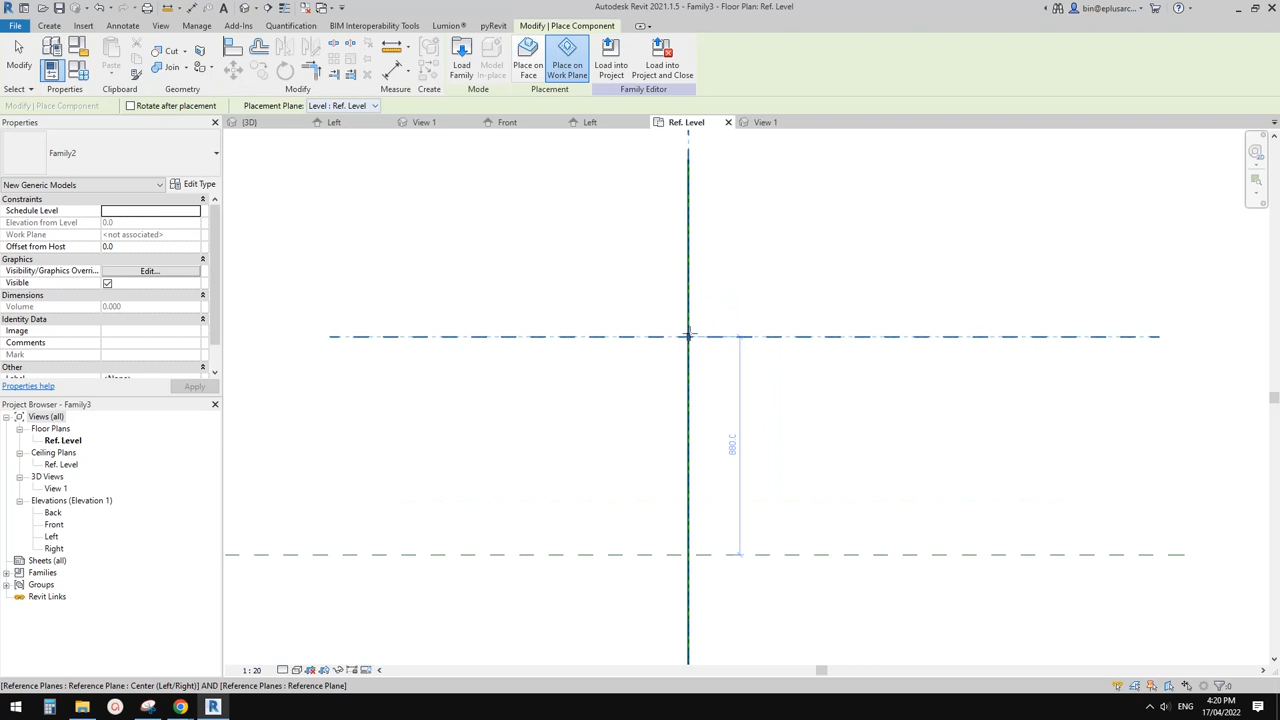 Autodesk Revit 2021.1.5 - Family3 - Floor Plan: Ref. Level
bin@eplusarc...
File Create Insert Annotate View Manage Add-Ins Quantification BIM Interoperability Tools Lumion® pyRevit Modify | Place Component
Modify
Cut
Join
Load Family
Model In-place
Place on Face
Place on Work Plane
Load into Project
Load into Project and Close
Select Properties Clipboard Geometry Modify Measure Create Mode Placement Family Editor
Modify | Place Component Rotate after placement Placement Plane: Level : Ref. Level
Properties
{3D} Left View 1 Front Left Ref. Level View 1
Family2
New Generic Models Edit Type
Constraints
Schedule Level
Elevation from Level 0.0
Work Plane <not associated>
Offset from Host 0.0
Graphics
Visibility/Graphics Overri... Edit...
Visible
Dimensions
Volume 0.000
Identity Data
Image
Comments
Mark
Other
Properties help Apply
Project Browser - Family3
Views (all)
Floor Plans
Ref. Level
Ceiling Plans
Ref. Level
3D Views
View 1
Elevations (Elevation 1)
Back
Front
Left
Right
Sheets (all)
Families
Groups
Revit Links
1 : 20
[Reference Planes : Reference Plane : Center (Left/Right)] AND [Reference Planes : Reference Plane]
:0
ENG
4:20 PM
17/04/2022